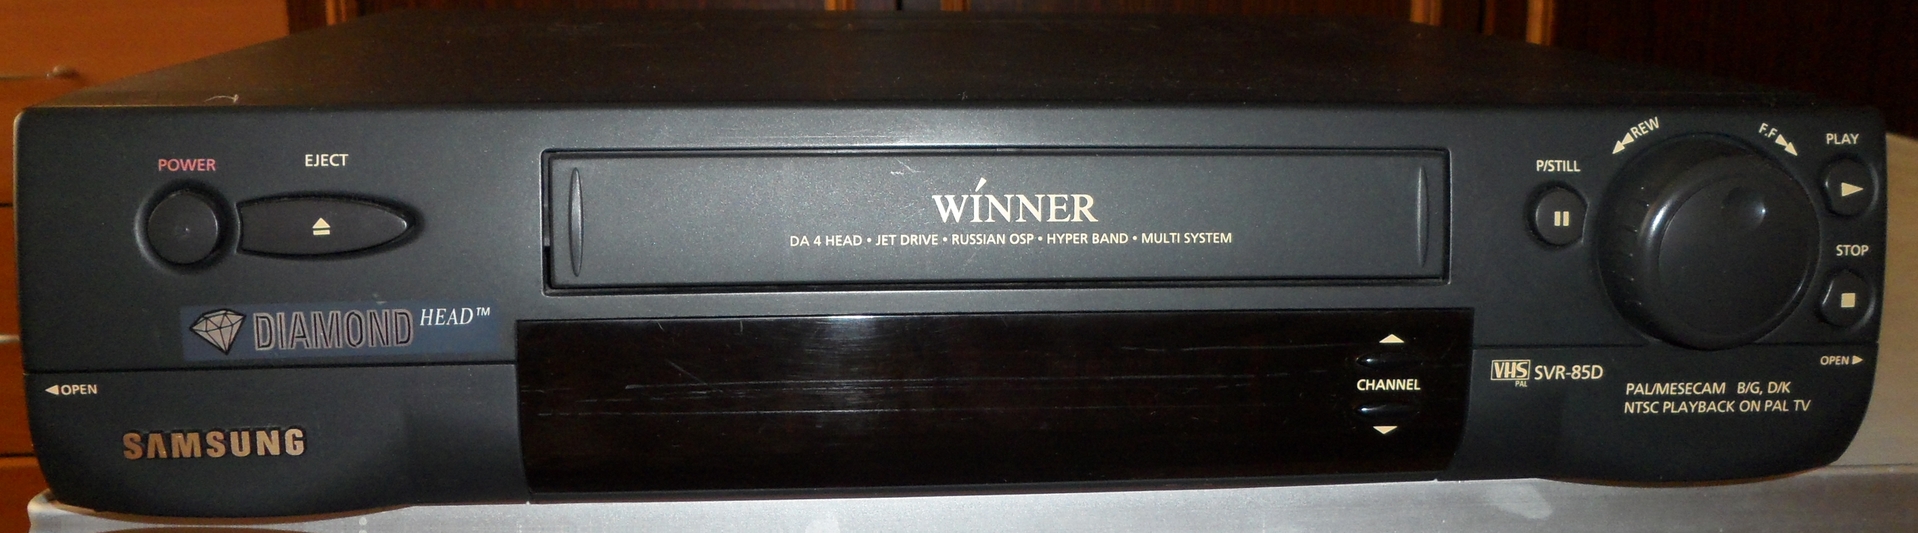 POWER
EJECT
DIAMOND HEAD™
◀OPEN
SAMSUNG
WÍNNER
DA 4 HEAD • JET DRIVE • RUSSIAN OSP • HYPER BAND • MULTI SYSTEM
CHANNEL
P/STILL
◀◀REW
F.F▶▶
PLAY
STOP
VHS SVR-85D
PAL
OPEN▶
PAL/MESECAM B/G, D/K
NTSC PLAYBACK ON PAL TV